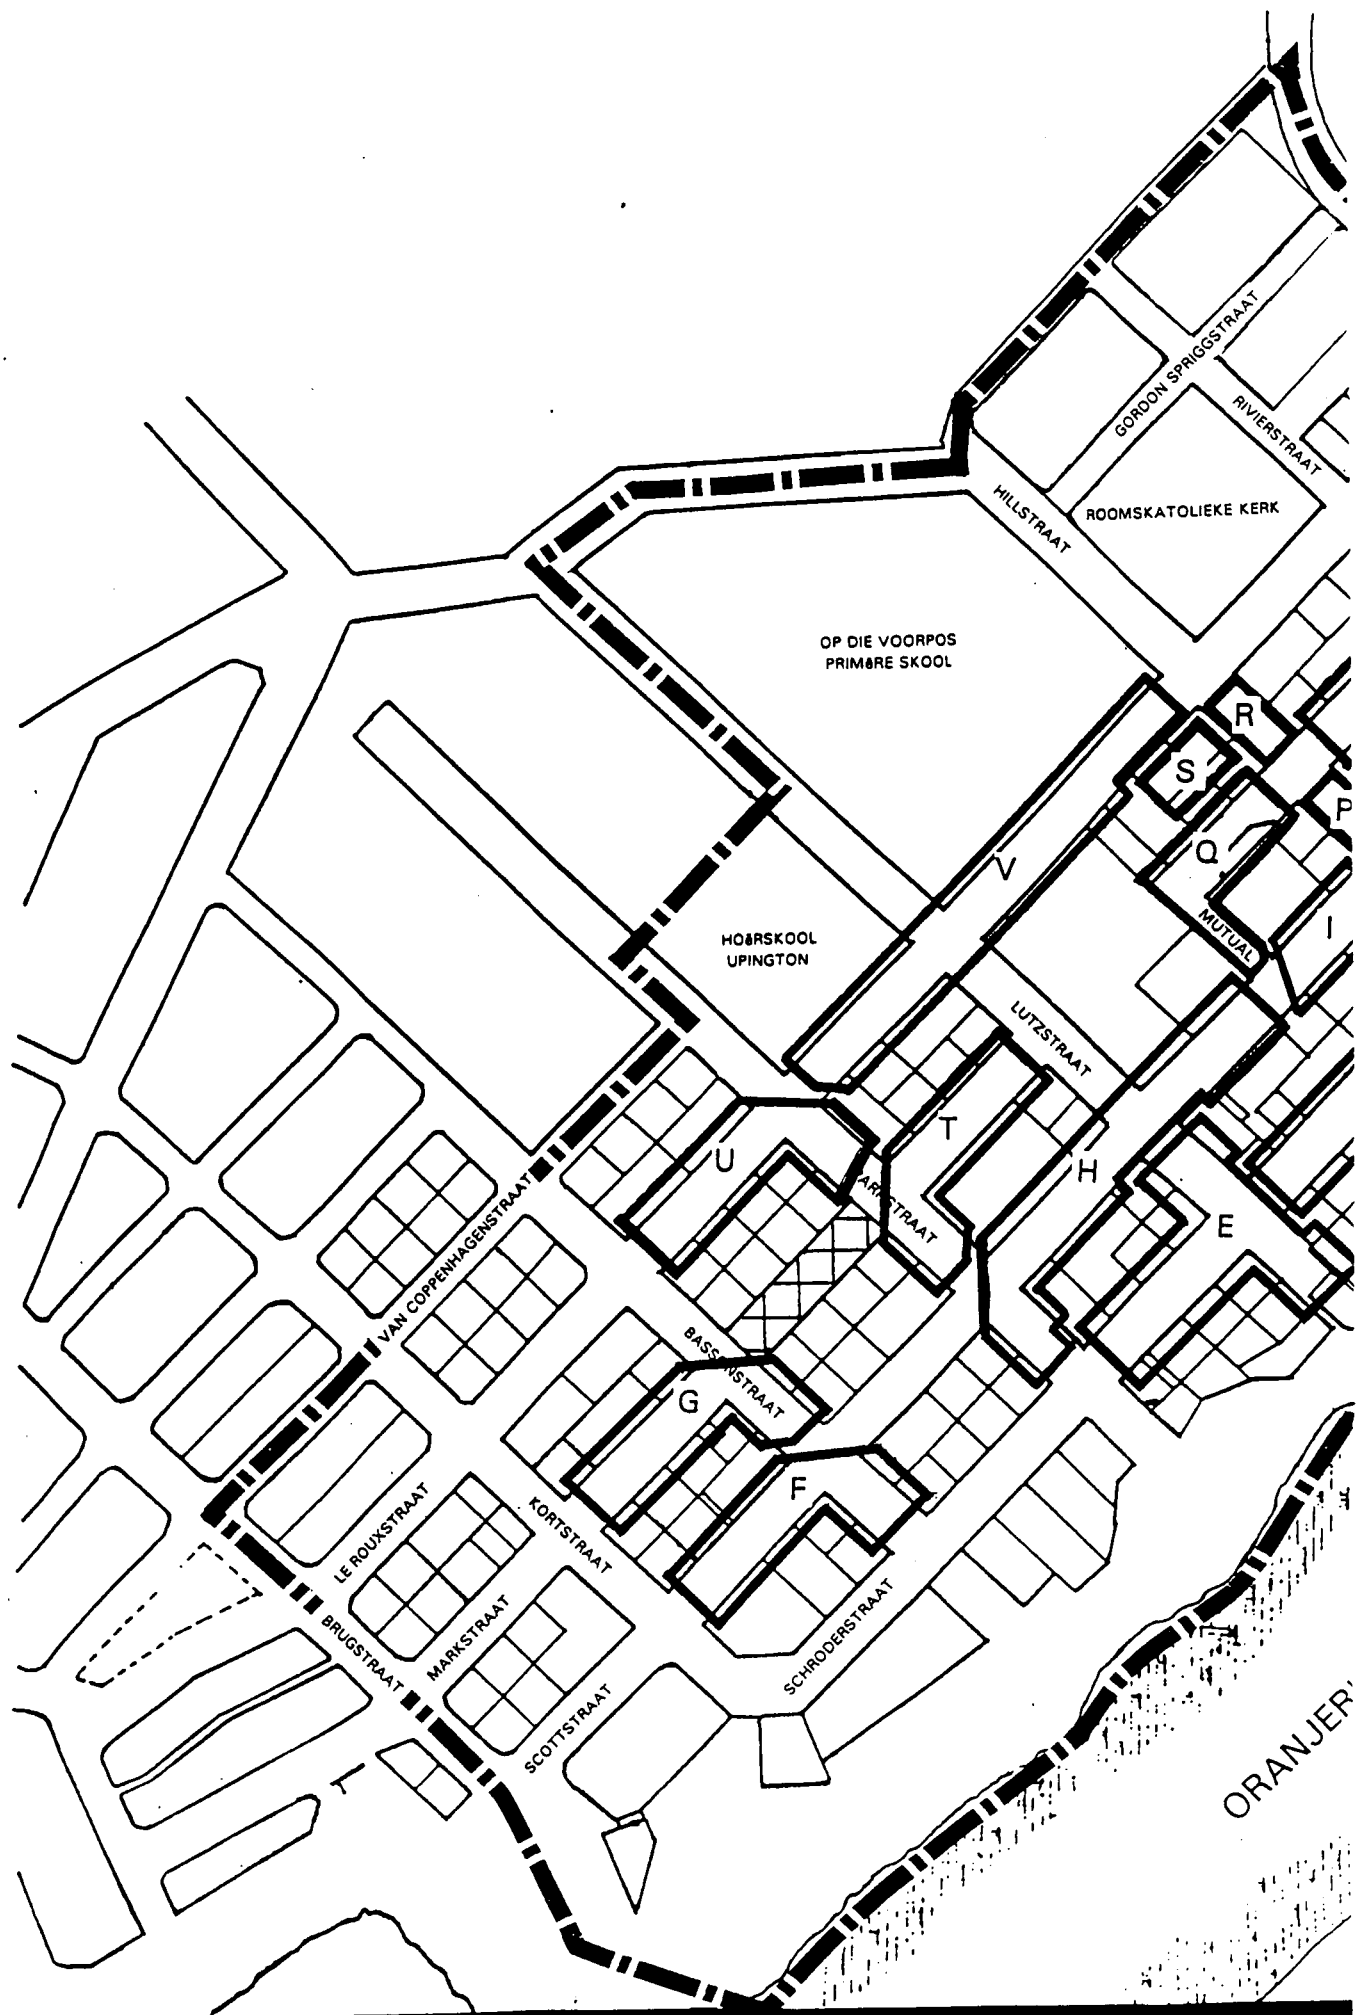 GORDON SPRIGGSTRAAT
RIVIERSTRAAT
HILLSTRAAT
ROOMSKATOLIEKE KERK
OP DIE VOORPOS
PRIMêRE SKOOL
R
S
P
Q
V
MUTUAL
I
HOëRSKOOL
UPINGTON
LUTZSTRAAT
T
U
H
E
VAN COPPENHAGENSTRAAT
G
F
KORTSTRAAT
LE ROUXSTRAAT
MARKSTRAAT
BRUGSTRAAT
SCOTTSTRAAT
SCHRODERSTRAAT